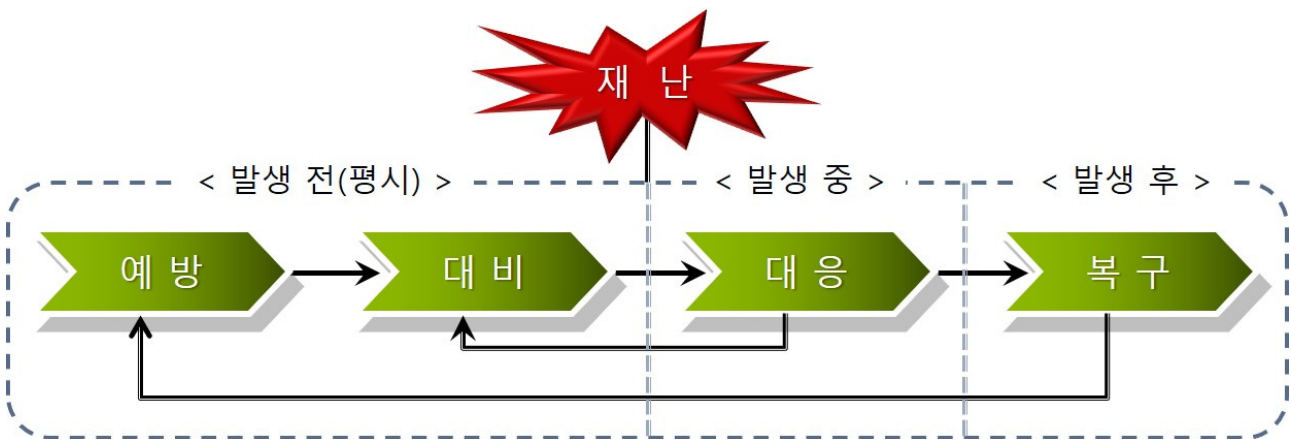 재 난
< 발생 전(평시) >
< 발생 중 >
< 발생 후 >
예 방
대 비
대 응
복 구